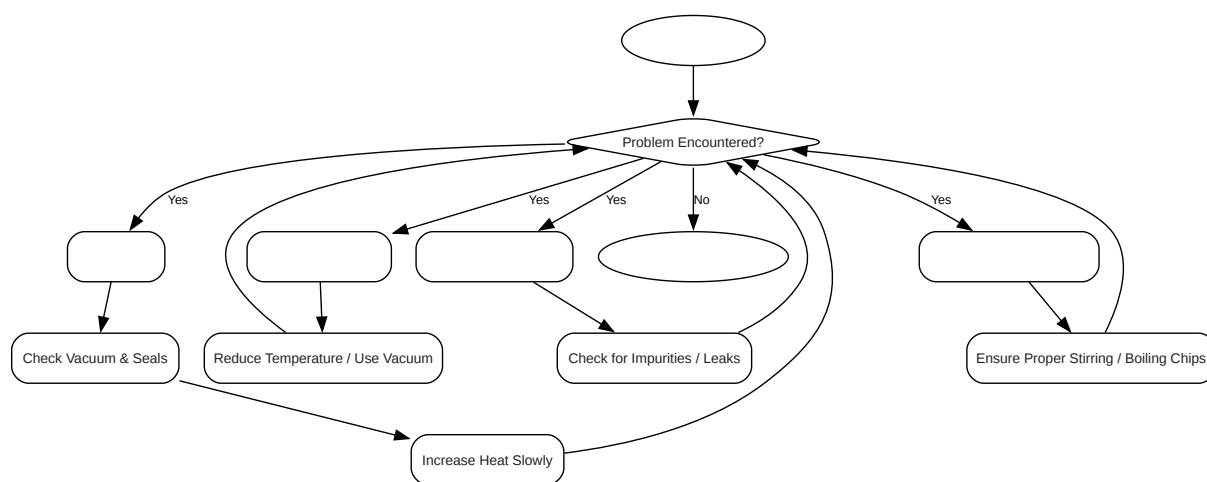 Problem Encountered?
Yes
Yes
Yes
No
Yes
Check Vacuum & Seals
Reduce Temperature / Use Vacuum
Check for Impurities / Leaks
Ensure Proper Stirring / Boiling Chips
Increase Heat Slowly